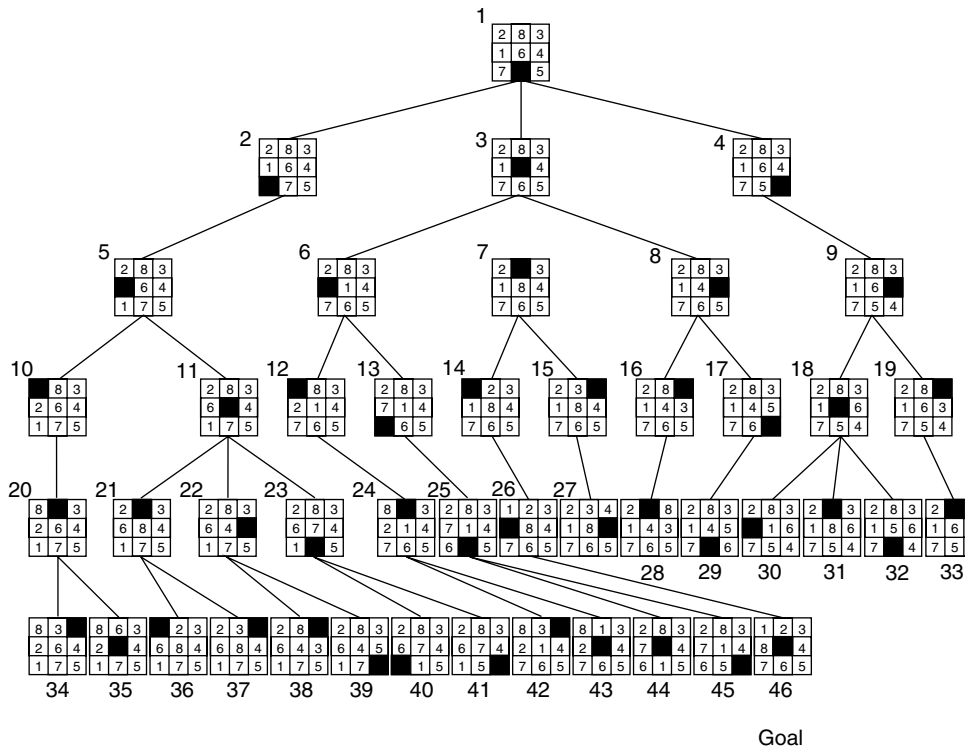 1
2 8 3
1 6 4
7 5
2
2 8 3
1 6 4
7 5
3
2 8 3
1 4
7 6 5
4
2 8 3
1 6 4
7 5
5
2 8 3
6 4
1 7 5
6
2 8 3
1 4
7 6 5
7
2 3
1 8 4
7 6 5
8
2 8 3
1 4
7 6 5
9
2 8 3
1 6
7 5 4
10
8 3
2 6 4
1 7 5
11
2 8 3
6 4
1 7 5
12
8 3
2 1 4
7 6 5
13
2 8 3
7 1 4
6 5
14
2 3
1 8 4
7 6 5
15
2 3
1 8 4
7 6 5
16
2 8
1 4 3
7 6 5
17
2 8 3
1 4 5
7 6
18
2 8 3
1 6
7 5 4
19
2 8
1 6 3
7 5 4
20
8 3
2 6 4
1 7 5
21
2 3
6 8 4
1 7 5
22
2 8 3
6 4
1 7 5
23
2 8 3
6 7 4
1 5
24
8 3
2 1 4
7 6 5
25
2 8 3
7 1 4
6 5
26
1 2 3
8 4
7 6 5
27
2 3 4
1 8
7 6 5
2 8
1 4 3
7 6 5
28
2 8 3
1 4 5
7 6
29
2 8 3
1 6
7 5 4
30
2 3
1 8 6
7 5 4
31
2 8 3
1 5 6
7 4
32
2
1 6
7 5
33
8 3
2 6 4
1 7 5
34
8 6 3
2 4
1 7 5
35
2 3
6 8 4
1 7 5
36
2 3
6 8 4
1 7 5
37
2 8
6 4 3
1 7 5
38
2 8 3
6 4 5
1 7
39
2 8 3
6 7 4
1 5
40
2 8 3
6 7 4
1 5
41
8 3
2 1 4
7 6 5
42
8 1 3
2 4
7 6 5
43
2 8 3
7 4
6 1 5
44
2 8 3
7 1 4
6 5
45
1 2 3
8 4
7 6 5
46
Goal